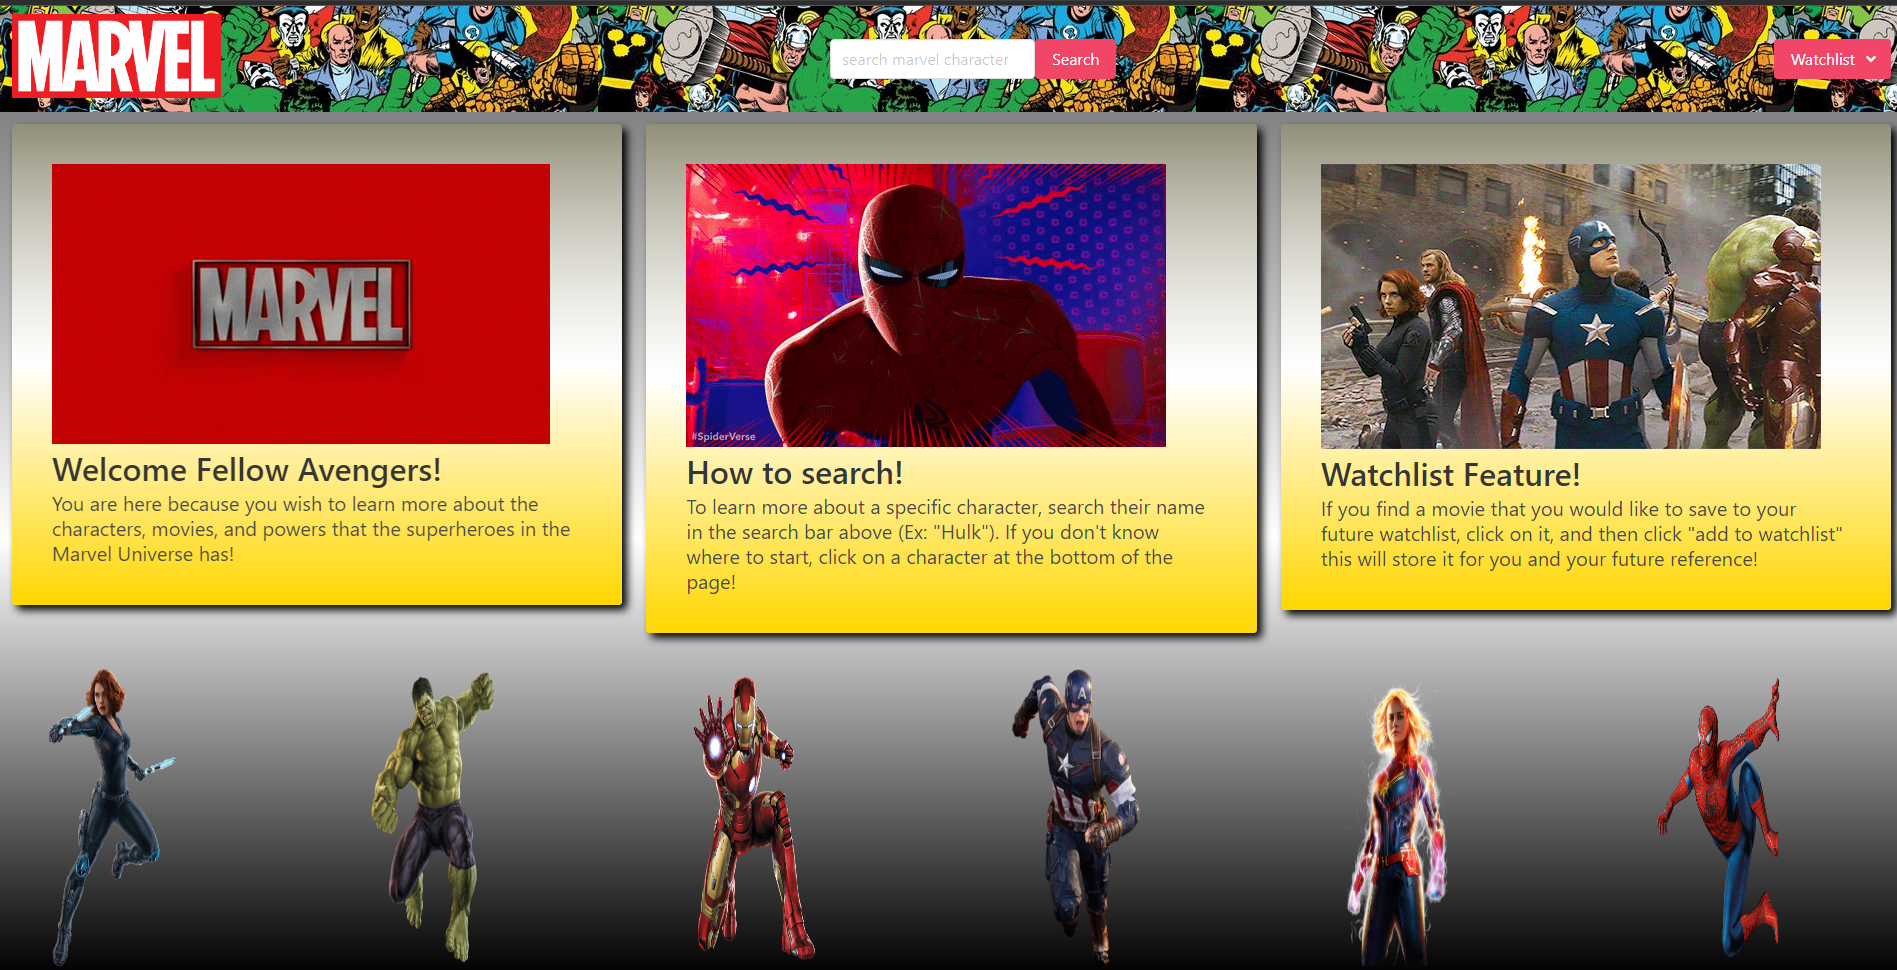 MARVEL
search marvel character
Search
Watchlist
MARVEL
Welcome Fellow Avengers!
You are here because you wish to learn more about the
characters, movies, and powers that the superheroes in the
Marvel Universe has!
#SpiderVerse
How to search!
To learn more about a specific character, search their name
in the search bar above (Ex: "Hulk"). If you don't know
where to start, click on a character at the bottom of the
page!
A
Watchlist Feature!
If you find a movie that you would like to save to your
future watchlist, click on it, and then click "add to watchlist"
this will store it for you and your future reference!
A